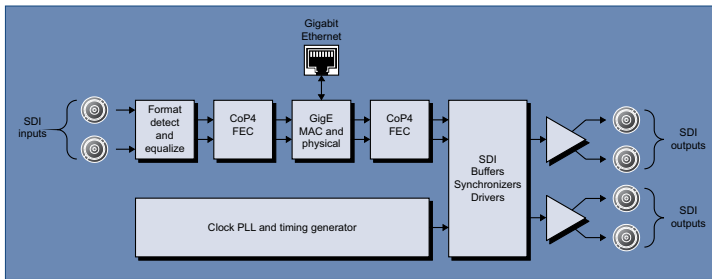 Gigabit
Ethernet
SDI
inputs
Format
detect
and
equalize
CoP4
FEC
GigE
MAC and
physical
CoP4
FEC
SDI
Buffers
Synchronizers
Drivers
SDI
outputs
Clock PLL and timing generator
SDI
outputs